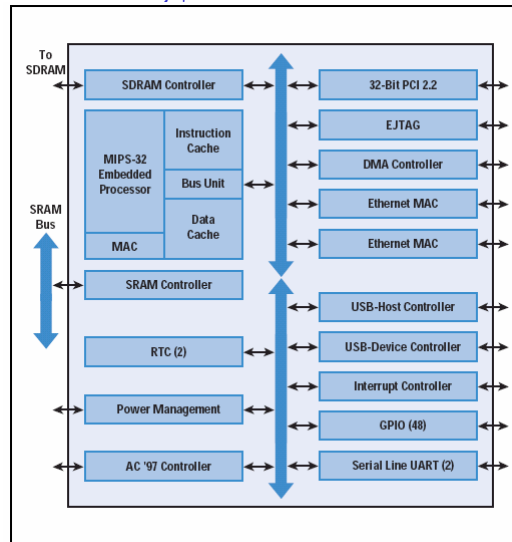 To
SDRAM
SDRAM Controller
32-Bit PCI 2.2
MIPS-32
Embedded
Processor
Instruction
Cache
Bus Unit
Data
Cache
MAC
EJTAG
DMA Controller
Ethernet MAC
Ethernet MAC
SRAM
Bus
SRAM Controller
USB-Host Controller
RTC (2)
USB-Device Controller
Interrupt Controller
Power Management
GPIO (48)
AC '97 Controller
Serial Line UART (2)